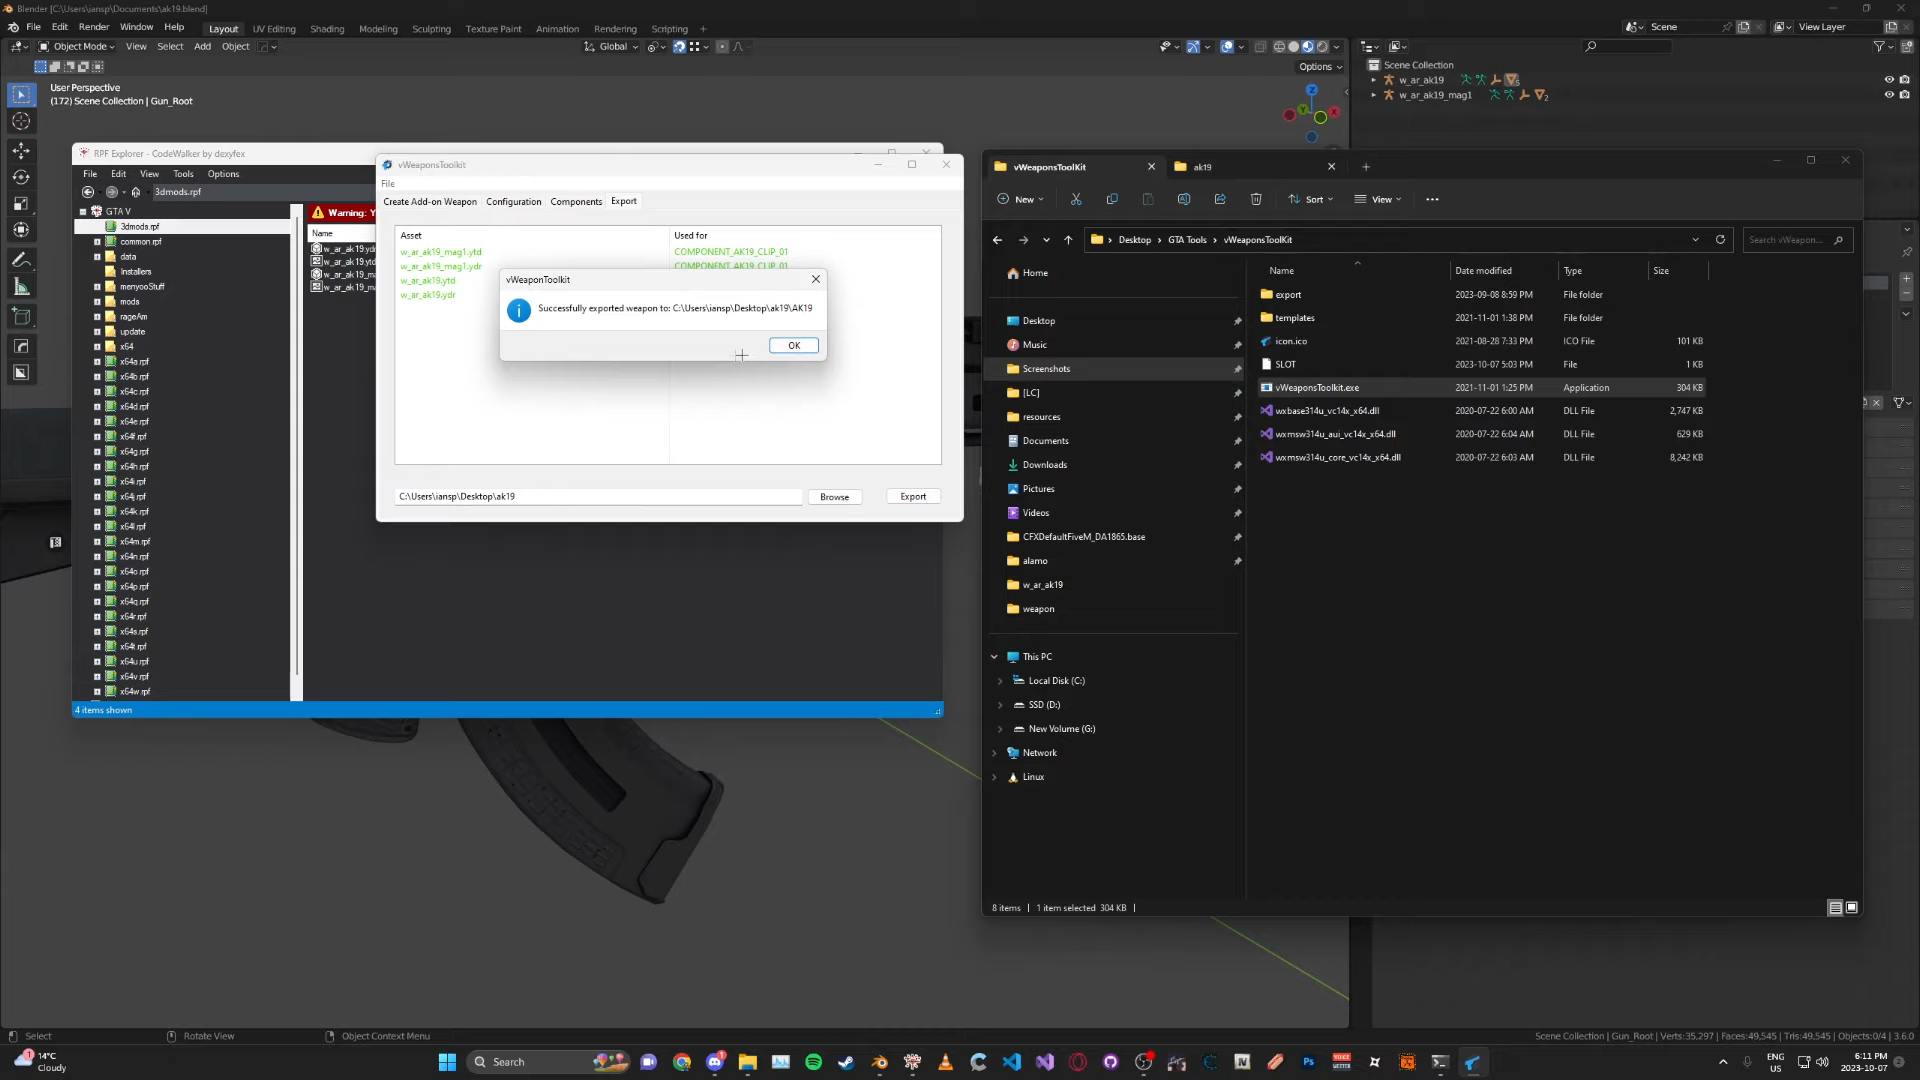 Blender [C:\Users\iansp\Documents\ak19.blend]
File Edit Render Window Help Layout UV Editing Shading Modeling Sculpting Texture Paint Animation Rendering Scripting + Scene View Layer
Object Mode View Select Add Object Global
Options
User Perspective
(172) Scene Collection | Gun_Root
Scene Collection
w_ar_ak19
w_ar_ak19_mag1
RPF Explorer - CodeWalker by dexyfex
File Edit View Tools Options
3dmods.rpf
GTA V
3dmods.rpf
common.rpf
data
Installers
menyooStuff
mods
rageAm
update
x64
x64a.rpf
x64b.rpf
x64c.rpf
x64d.rpf
x64e.rpf
x64f.rpf
x64g.rpf
x64h.rpf
x64i.rpf
x64j.rpf
x64k.rpf
x64l.rpf
x64m.rpf
x64n.rpf
x64o.rpf
x64p.rpf
x64q.rpf
x64r.rpf
x64s.rpf
x64t.rpf
x64u.rpf
x64v.rpf
x64w.rpf
Warning: Y
Name
w_ar_ak19.ydr
w_ar_ak19.ytd
w_ar_ak19_ma
w_ar_ak19_ma
4 items shown
vWeaponsToolkit
File
Create Add-on Weapon Configuration Components Export
Asset Used for
w_ar_ak19_mag1.ytd COMPONENT_AK19_CLIP_01
w_ar_ak19_mag1.ydr COMPONENT_AK19_CLIP_01
w_ar_ak19.ytd
w_ar_ak19.ydr
vWeaponToolkit
Successfully exported weapon to: C:\Users\iansp\Desktop\ak19\AK19
OK
C:\Users\iansp\Desktop\ak19 Browse Export
vWeaponsToolKit ak19
New Sort View
Desktop > GTA Tools > vWeaponsToolKit
Search vWeapon...
Home
Desktop
Music
Screenshots
[LC]
resources
Documents
Downloads
Pictures
Videos
CFXDefaultFiveM_DA1865.base
alamo
w_ar_ak19
weapon
This PC
Local Disk (C:)
SSD (D:)
New Volume (G:)
Network
Linux
Name Date modified Type Size
export 2023-09-08 8:59 PM File folder
templates 2021-11-01 1:38 PM File folder
icon.ico 2021-08-28 7:33 PM ICO File 101 KB
SLOT 2023-10-07 5:03 PM File 1 KB
vWeaponsToolkit.exe 2021-11-01 1:25 PM Application 304 KB
wxbase314u_vc14x_x64.dll 2020-07-22 6:00 AM DLL File 2,747 KB
wxmsw314u_aui_vc14x_x64.dll 2020-07-22 6:04 AM DLL File 629 KB
wxmsw314u_core_vc14x_x64.dll 2020-07-22 6:03 AM DLL File 8,242 KB
8 items | 1 item selected 304 KB |
Select Rotate View Object Context Menu
Scene Collection | Gun_Root | Verts:35,297 | Faces:49,545 | Tris:49,545 | Objects:0/4 | 3.6.0
14°C
Cloudy
Search
ENG
US
6:11 PM
2023-10-07